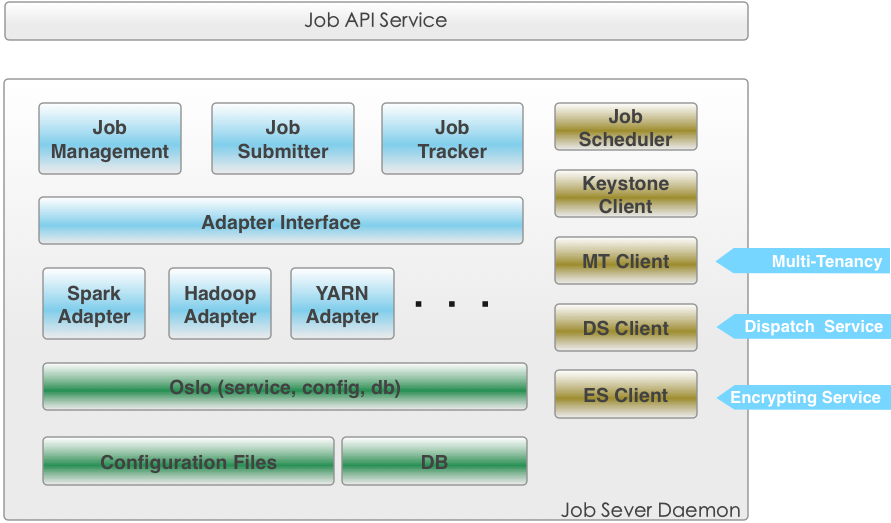 Job API Service
Job
Management
Job
Submitter
Job
Tracker
Job
Scheduler
Keystone
Client
Adapter Interface
MT Client
Multi-Tenancy
Spark
Adapter
Hadoop
Adapter
YARN
Adapter
. . .
DS Client
Dispatch Service
Oslo (service, config, db)
ES Client
Encrypting Service
Configuration Files
DB
Job Sever Daemon